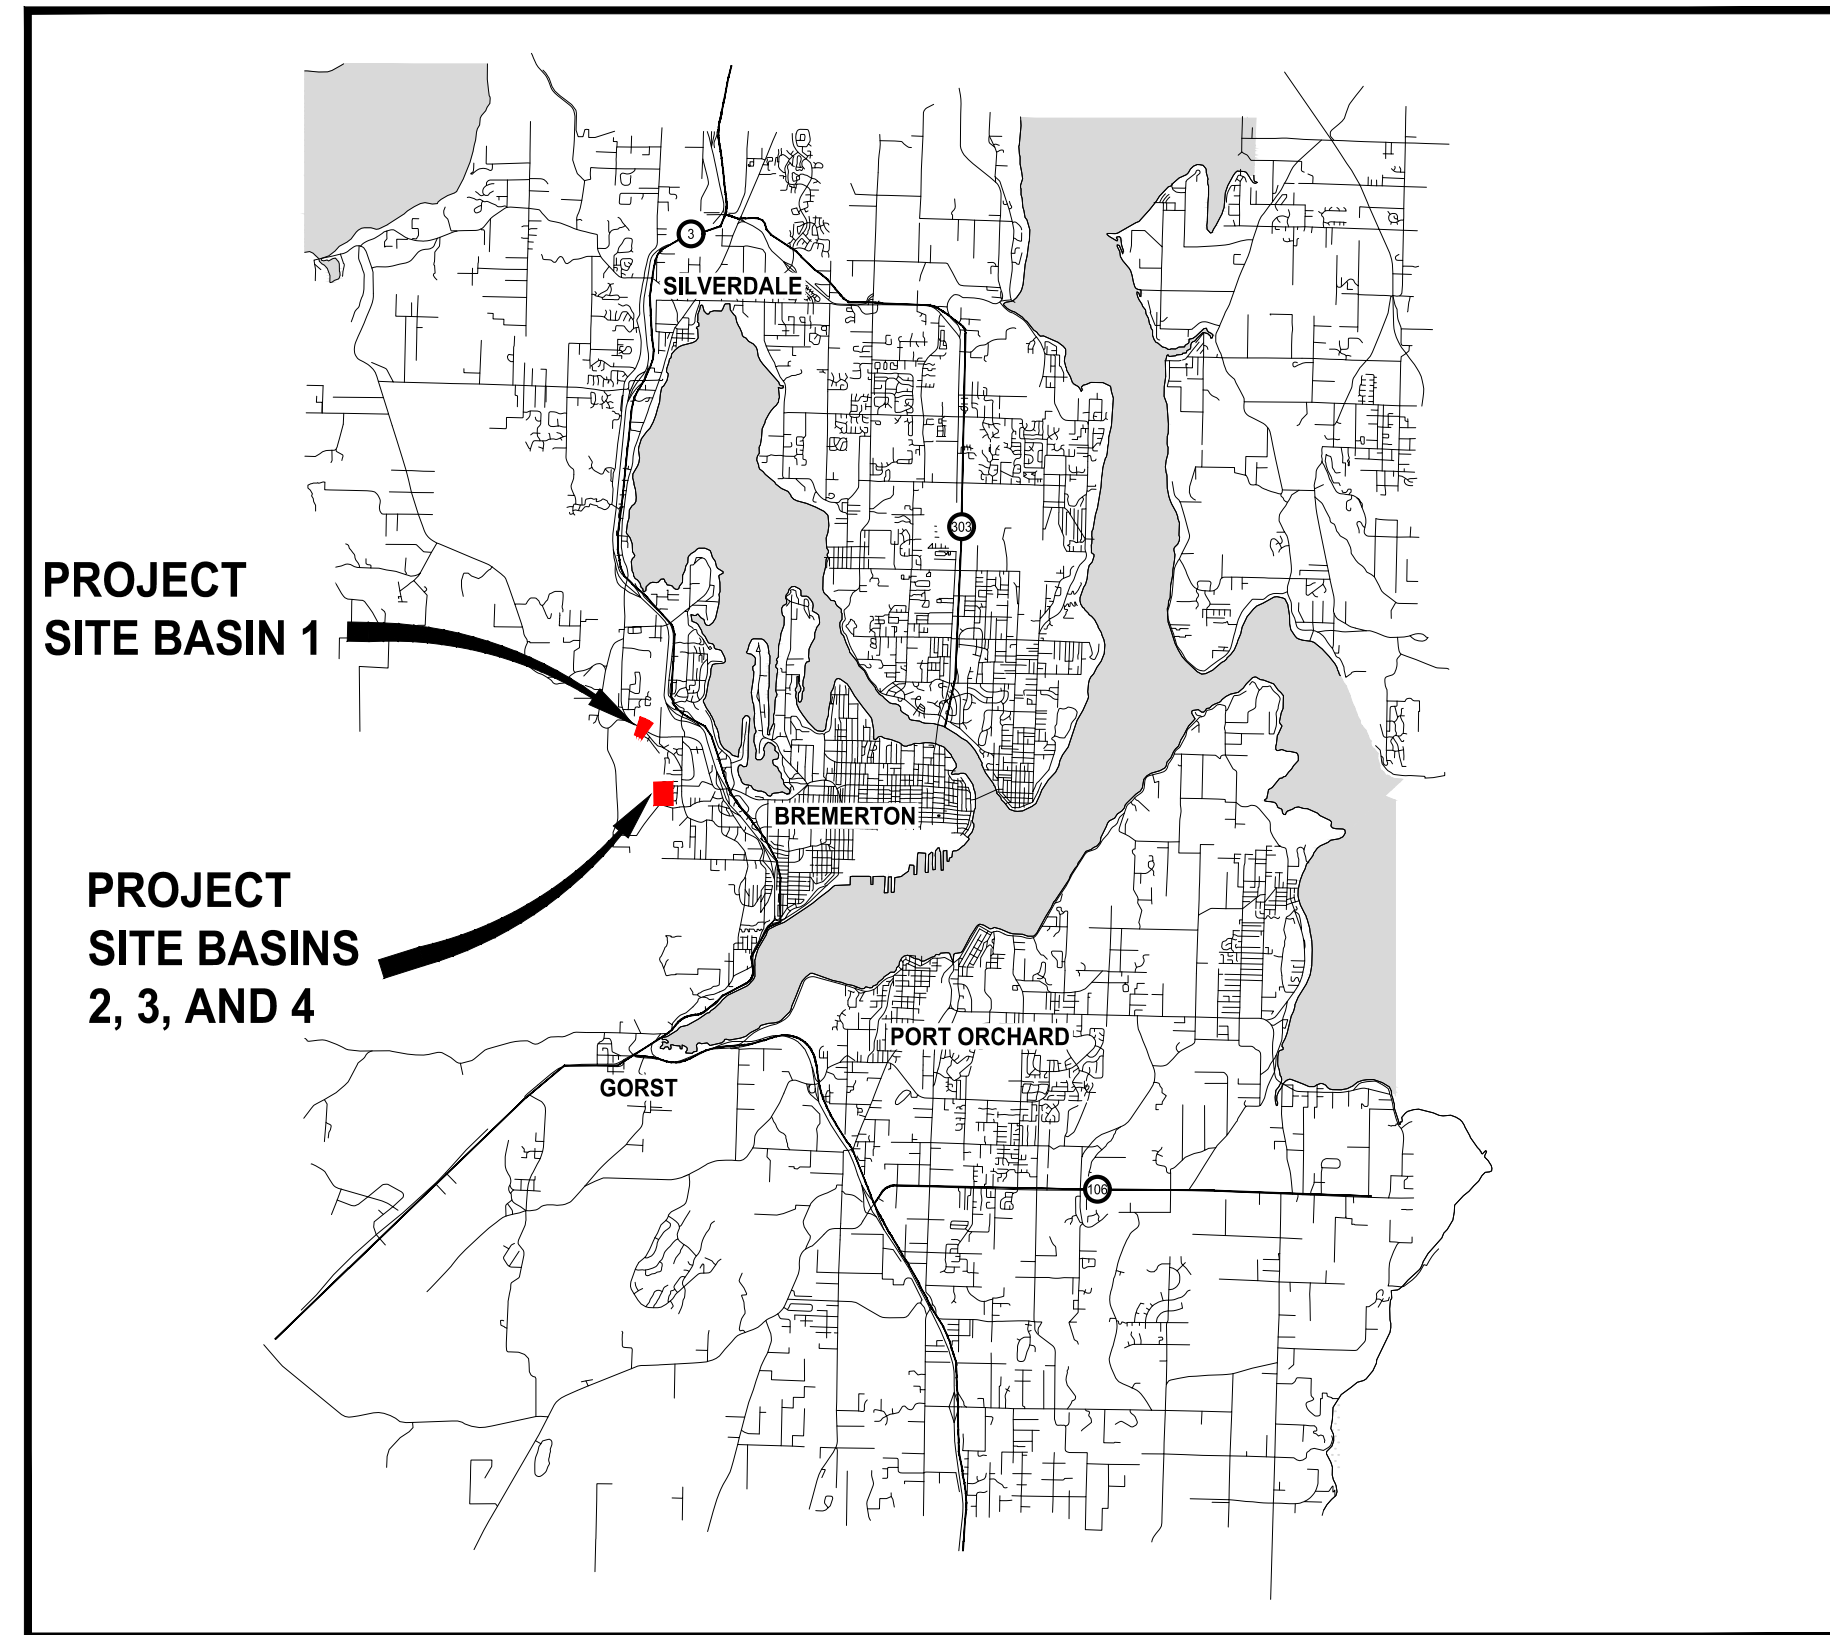 3
SILVERDALE
303
PROJECT
SITE BASIN 1
BREMERTON
PROJECT
SITE BASINS
2, 3, AND 4
PORT ORCHARD
GORST
106